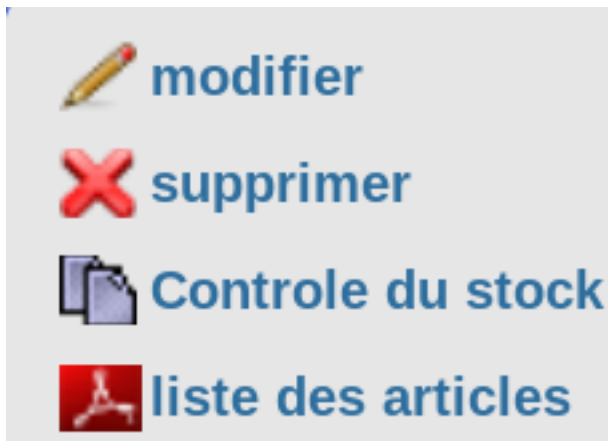 modifier
supprimer
Controle du stock
liste des articles